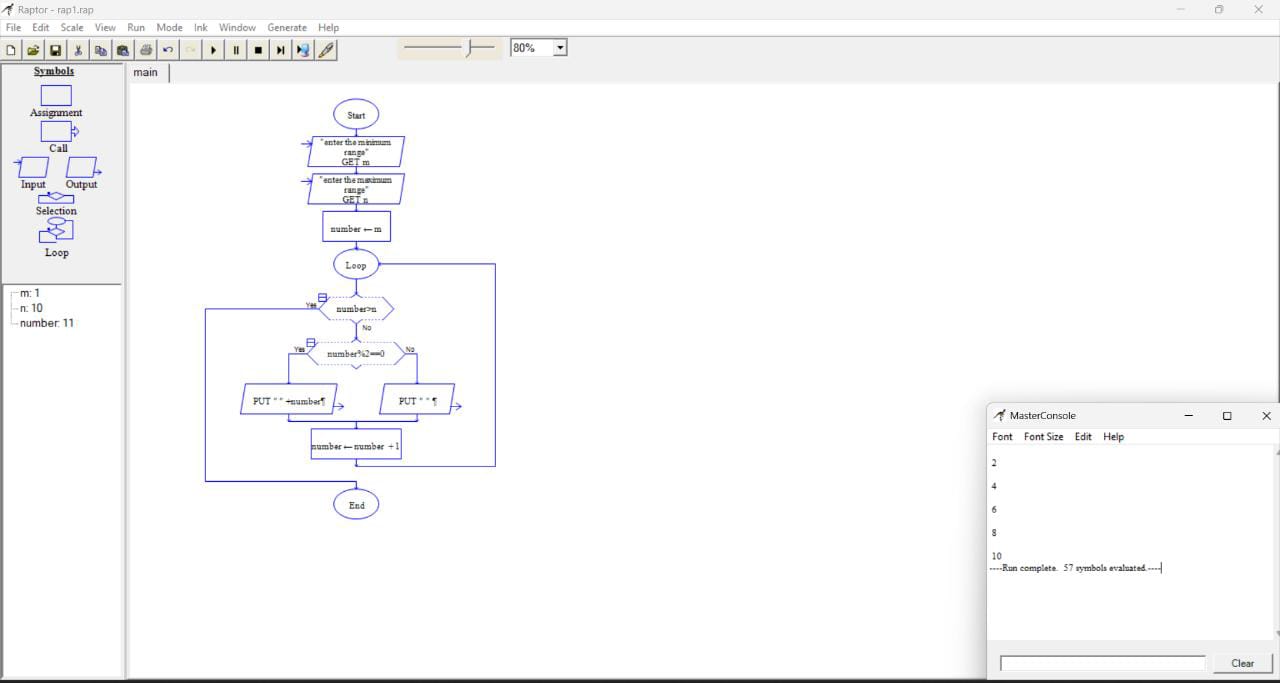 Raptor - rap1.rap
File Edit Scale View Run Mode Ink Window Generate Help
80%
Symbols
Assignment
Call
Input Output
Selection
Loop
m: 1
n: 10
number: 11
main
Start
"enter the minimum
range"
GET m
"enter the maximum
range"
GET n
number ← m
Loop
Yes
number>n
No
Yes
number%2==0
No
PUT " " +number¶
PUT " " ¶
number ← number + 1
End
MasterConsole
Font Font Size Edit Help
2
4
6
8
10
----Run complete. 57 symbols evaluated.----
Clear